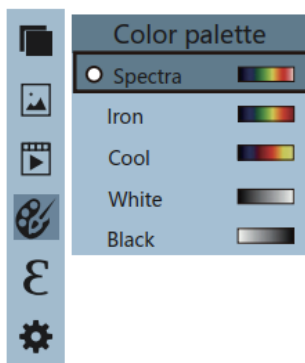 Color palette
Spectra
Iron
Cool
White
Black
ε